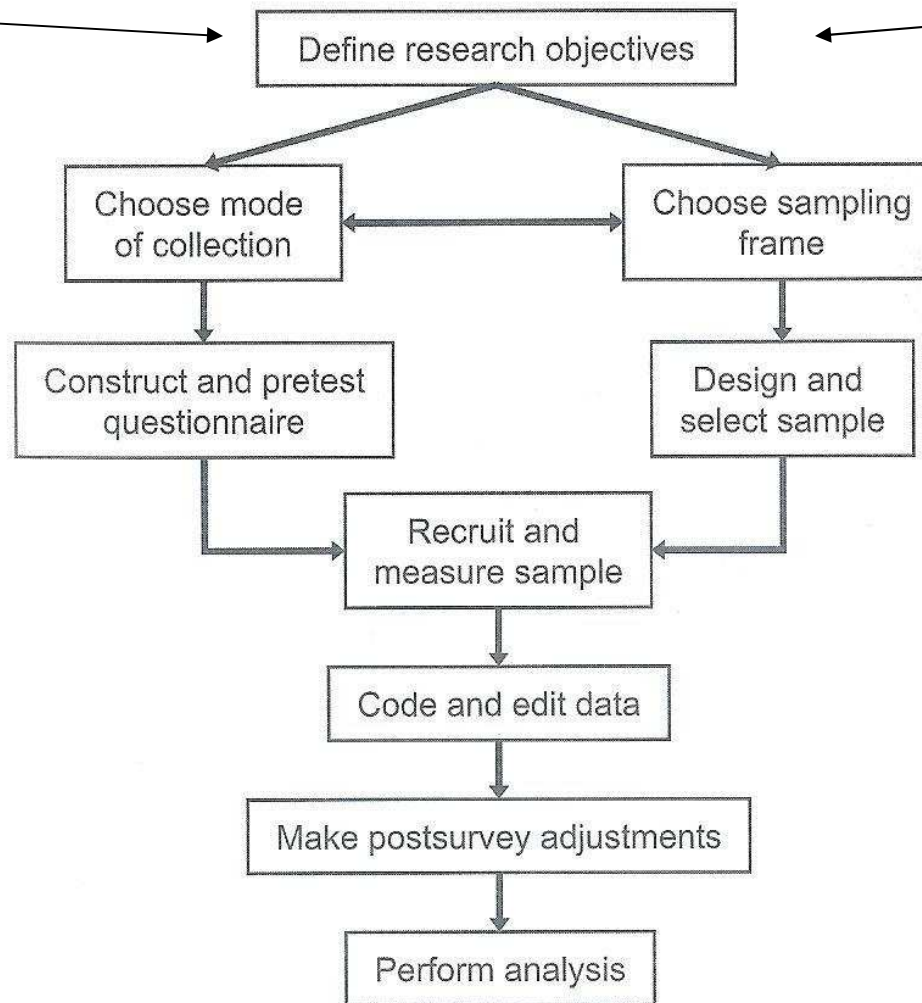 Define research objectives
Choose mode
of collection
Choose sampling
frame
Construct and pretest
questionnaire
Design and
select sample
Recruit and
measure sample
Code and edit data
Make postsurvey adjustments
Perform analysis